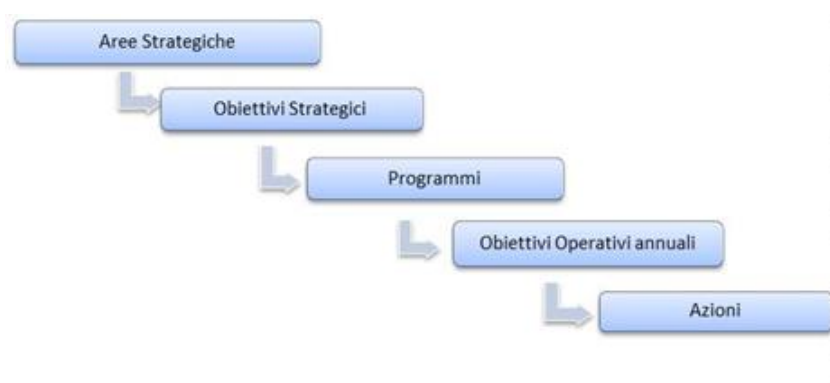 Aree Strategiche
Obiettivi Strategici
Programmi
Obiettivi Operativi annuali
Azioni